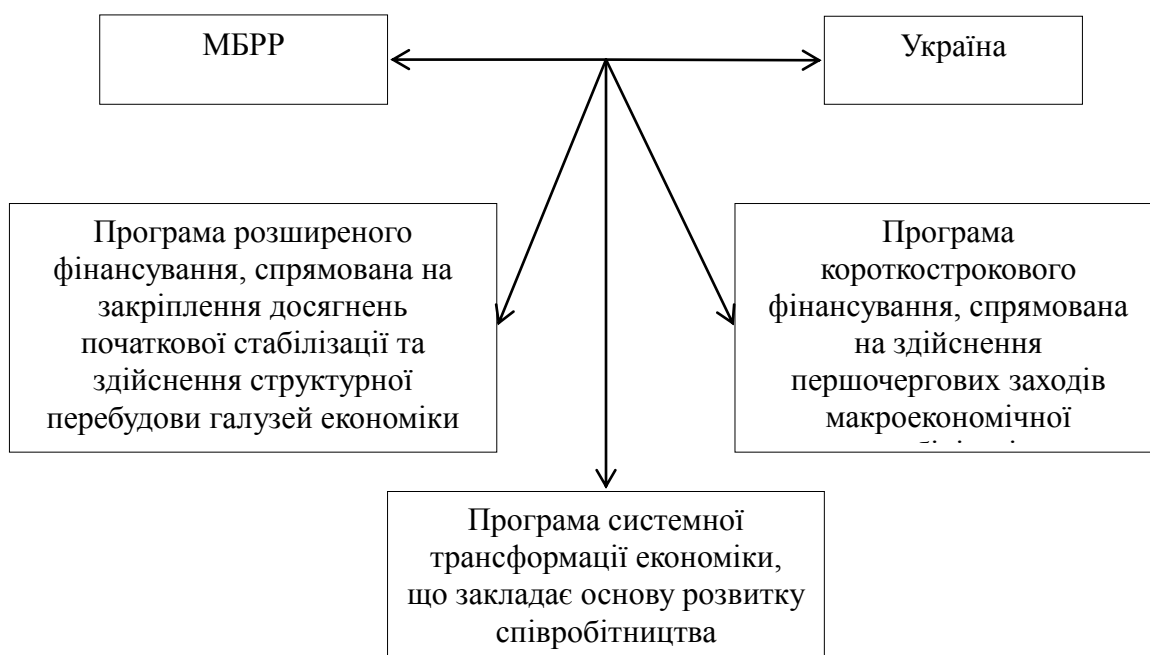 МБРР
Україна
Програма розширеного
фінансування, спрямована на
закріплення досягнень
початкової стабілізації та
здійснення структурної
перебудови галузей економіки
Програма
короткострокового
фінансування, спрямована
на здійснення
першочергових заходів
макроекономічної
Програма системної
трансформації економіки,
що закладає основу розвитку
співробітництва